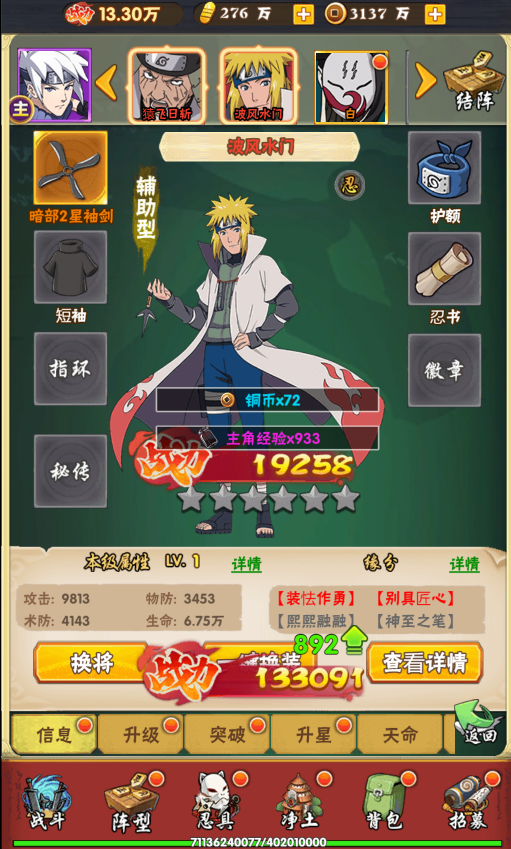 战力 13.30万 276 万 3137 万
主
猿飞日斩 波风水门 白
结阵
波风水门
辅助型
忍
暗部2星袖剑
护额
短袖
忍书
指环
徽章
秘传
铜币x72
主角经验x933
战力 19258
本级属性 LV. 1 详情 缘分 详情
攻击: 9813 物防: 3453 【装怯作勇】 【别具匠心】
术防: 4143 生命: 6.75万 【熙熙融融】 【神至之笔】
892
换将 换装 查看详情
战力 133091
信息 升级 突破 升星 天命 返回
战斗 阵型 忍具 净土 背包 招募
71136240077/402010000